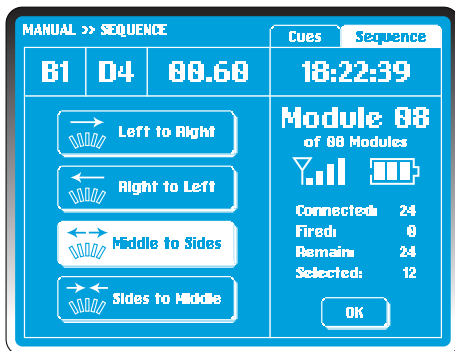 MANUAL >> SEQUENCE
Cues
Sequence
B1
D4
00.60
18:22:39
Left to Right
Right to Left
Middle to Sides
Sides to Middle
Module 08
of 08 Modules
Connected: 24
Fired: 0
Remain: 24
Selected: 12
OK